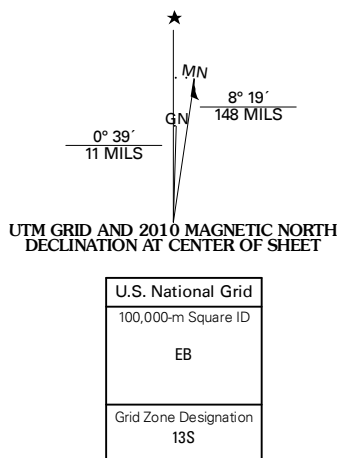 ★
MN
8° 19´
148 MILS
GN
0° 39´
11 MILS
UTM GRID AND 2010 MAGNETIC NORTH
DECLINATION AT CENTER OF SHEET
U.S. National Grid
100,000-m Square ID
EB
Grid Zone Designation
13S